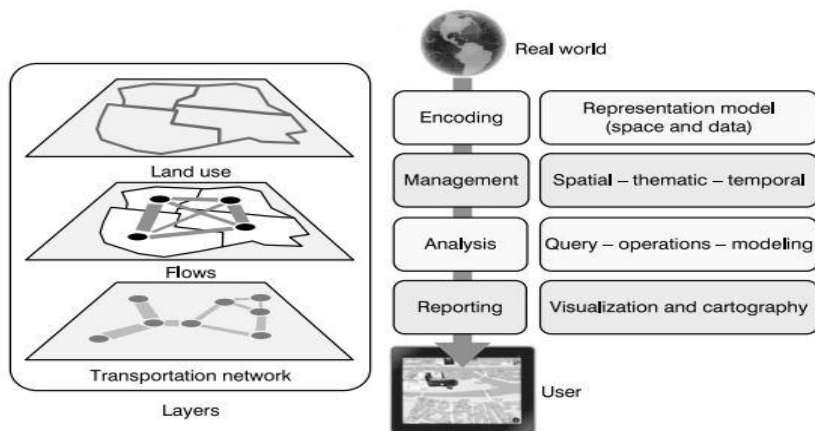 Land use
Flows
Transportation network
Layers
Real world
Encoding
Representation model
(space and data)
Management
Spatial – thematic – temporal
Analysis
Query – operations – modeling
Reporting
Visualization and cartography
User